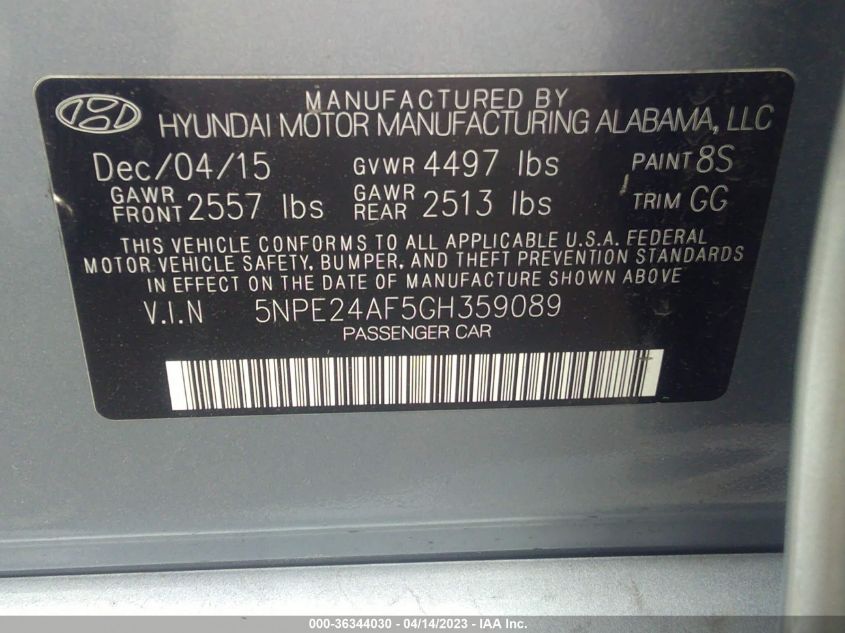 MANUFACTURED BY
HYUNDAI MOTOR MANUFACTURING ALABAMA, LLC
Dec/04/15 GVWR 4497 lbs PAINT 8S
GAWR FRONT 2557 lbs GAWR REAR 2513 lbs TRIM GG
THIS VEHICLE CONFORMS TO ALL APPLICABLE U.S.A. FEDERAL
MOTOR VEHICLE SAFETY, BUMPER, AND THEFT PREVENTION STANDARDS
IN EFFECT ON THE DATE OF MANUFACTURE SHOWN ABOVE
V.I.N 5NPE24AF5GH359089
PASSENGER CAR
000-36344030 - 04/14/2023 - IAA Inc.